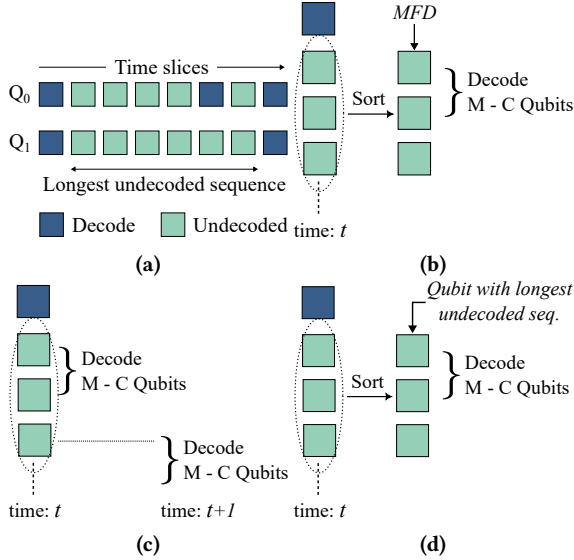 Time slices
Q0
Q1
Longest undecoded sequence
Decode
Undecoded
(a)
MFD
Sort
Decode
M - C Qubits
time: t
(b)
Decode
M - C Qubits
Decode
M - C Qubits
time: t
time: t+1
(c)
Qubit with longest
undecoded seq.
Sort
Decode
M - C Qubits
time: t
(d)